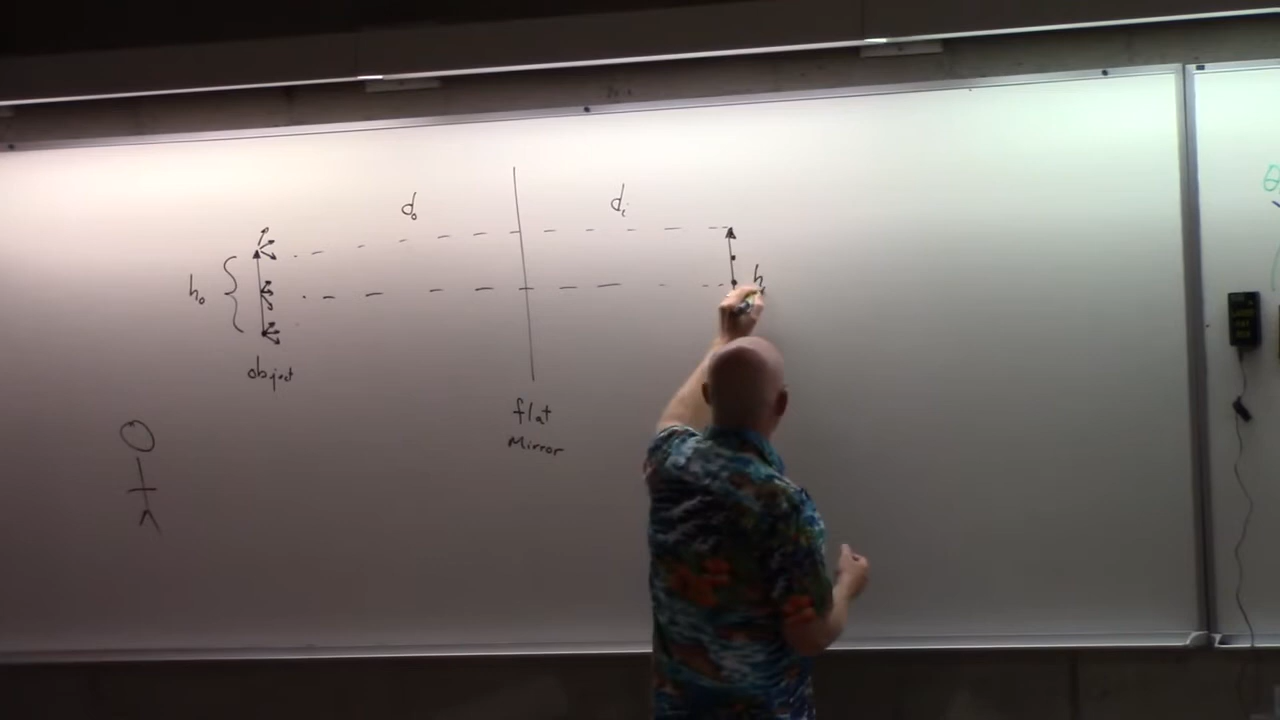 dₒ
dᵢ
hₒ
h
object
flat
Mirror
θ